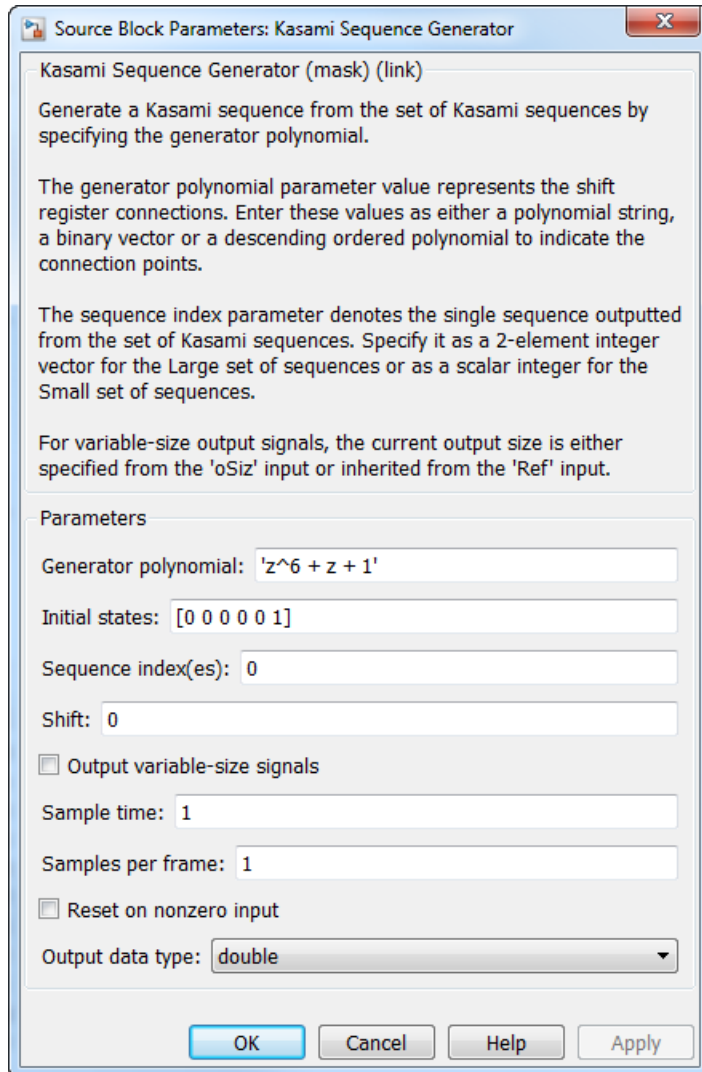 Source Block Parameters: Kasami Sequence Generator
Kasami Sequence Generator (mask) (link)
Generate a Kasami sequence from the set of Kasami sequences by
specifying the generator polynomial.
The generator polynomial parameter value represents the shift
register connections. Enter these values as either a polynomial string,
a binary vector or a descending ordered polynomial to indicate the
connection points.
The sequence index parameter denotes the single sequence outputted
from the set of Kasami sequences. Specify it as a 2-element integer
vector for the Large set of sequences or as a scalar integer for the
Small set of sequences.
For variable-size output signals, the current output size is either
specified from the 'oSiz' input or inherited from the 'Ref' input.
Parameters
Generator polynomial: 'z^6 + z + 1'
Initial states: [0 0 0 0 0 1]
Sequence index(es): 0
Shift: 0
Output variable-size signals
Sample time: 1
Samples per frame: 1
Reset on nonzero input
Output data type: double
OK Cancel Help Apply